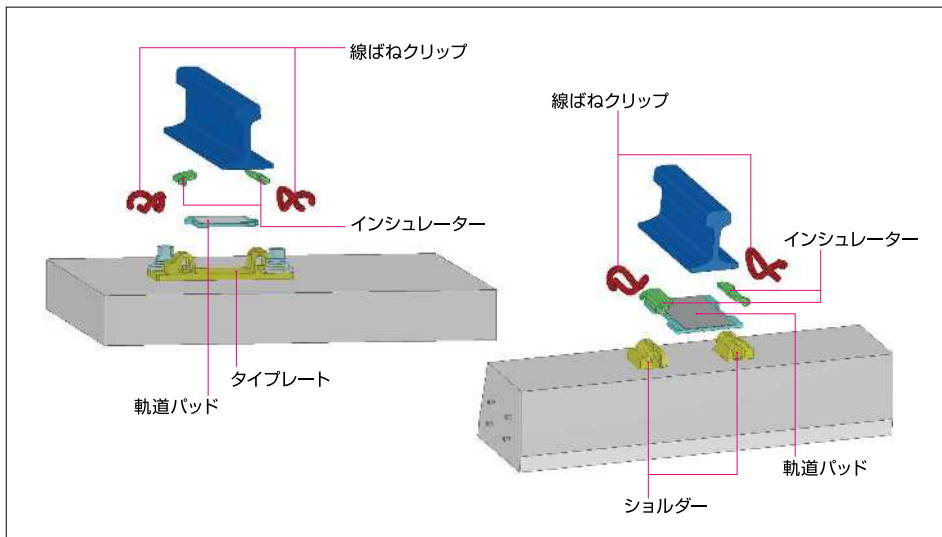 線ばねクリップ
インシュレーター
タイプレート
軌道パッド
線ばねクリップ
インシュレーター
軌道パッド
ショルダー